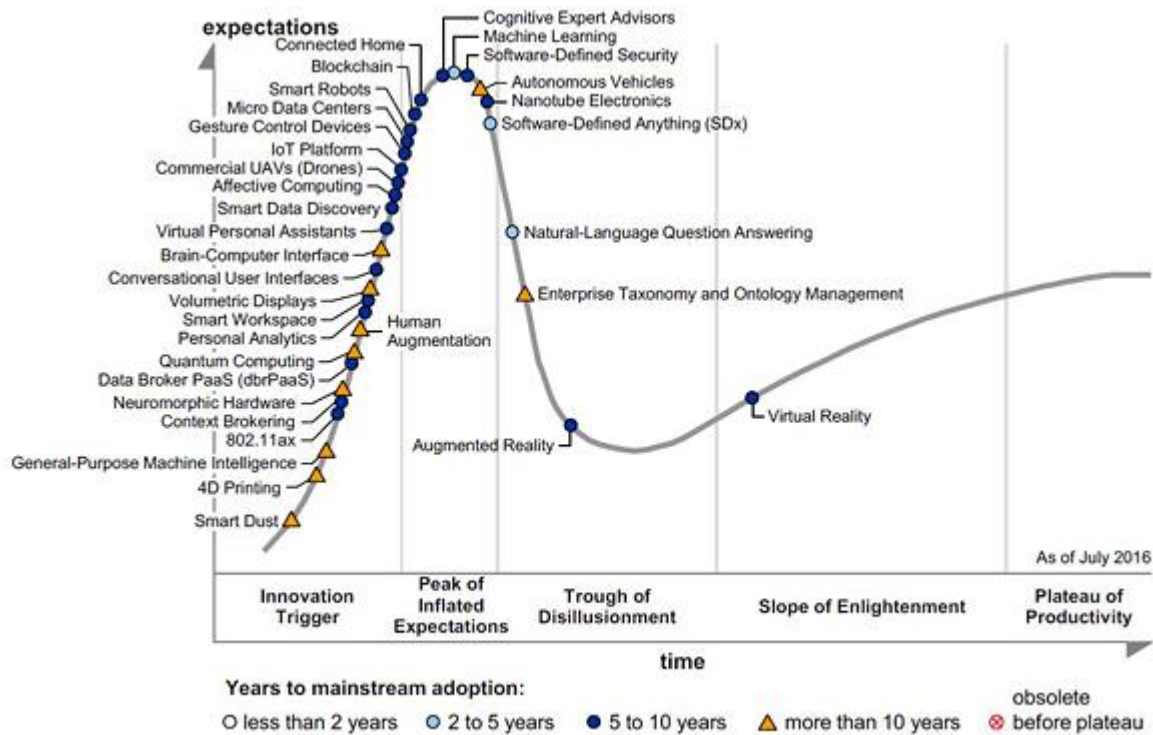 expectations
Cognitive Expert Advisors
Machine Learning
Software-Defined Security
Connected Home
Blockchain
Autonomous Vehicles
Smart Robots
Nanotube Electronics
Micro Data Centers
Gesture Control Devices
Software-Defined Anything (SDx)
IoT Platform
Commercial UAVs (Drones)
Affective Computing
Smart Data Discovery
Virtual Personal Assistants
Natural-Language Question Answering
Brain-Computer Interface
Conversational User Interfaces
Volumetric Displays
Enterprise Taxonomy and Ontology Management
Smart Workspace
Human
Augmentation
Personal Analytics
Quantum Computing
Data Broker PaaS (dbrPaaS)
Neuromorphic Hardware
Context Brokering
Virtual Reality
802.11ax
Augmented Reality
General-Purpose Machine Intelligence
4D Printing
Smart Dust
As of July 2016
Innovation
Trigger
Peak of
Inflated
Expectations
Trough of
Disillusionment
Slope of Enlightenment
Plateau of
Productivity
time
Years to mainstream adoption:
less than 2 years
2 to 5 years
5 to 10 years
more than 10 years
obsolete
before plateau